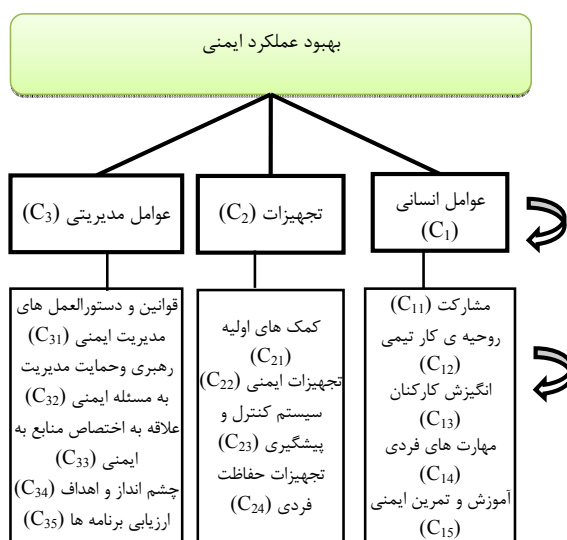 بهبود عملکرد ایمنی
عوامل انسانی
(C₁)
تجهیزات (C₂)
عوامل مدیریتی (C₃)
مشارکت (C₁₁)
روحیه ی کار تیمی
(C₁₂)
انگیزش کارکنان
(C₁₃)
مهارت های فردی
(C₁₄)
آموزش و تمرین ایمنی
(C₁₅)
کمک های اولیه
(C₂₁)
تجهیزات ایمنی (C₂₂)
سیستم کنترل و
پیشگیری (C₂₃)
تجهیزات حفاظت
فردی (C₂₄)
قوانین و دستورالعمل های
مدیریت ایمنی (C₃₁)
رهبری وحمایت مدیریت
به مسئله ایمنی (C₃₂)
علاقه به اختصاص منابع به
ایمنی (C₃₃)
چشم انداز و اهداف (C₃₄)
ارزیابی برنامه ها (C₃₅)